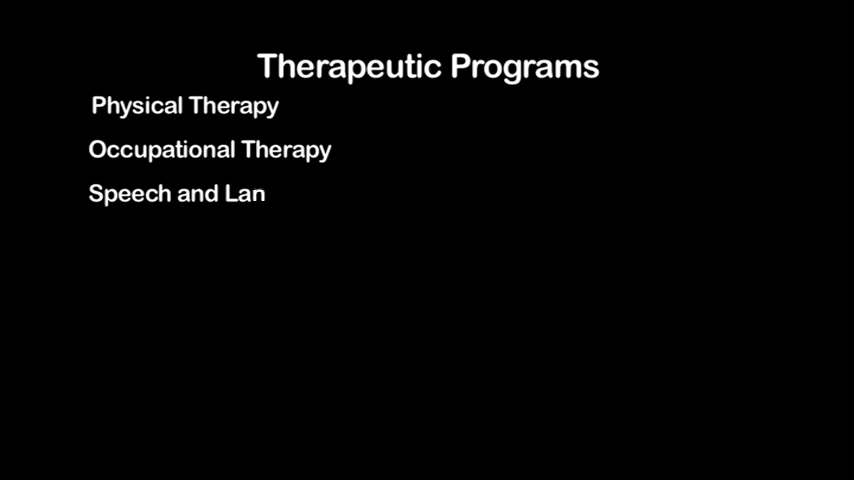 Therapeutic Programs
Physical Therapy
Occupational Therapy
Speech and Lan